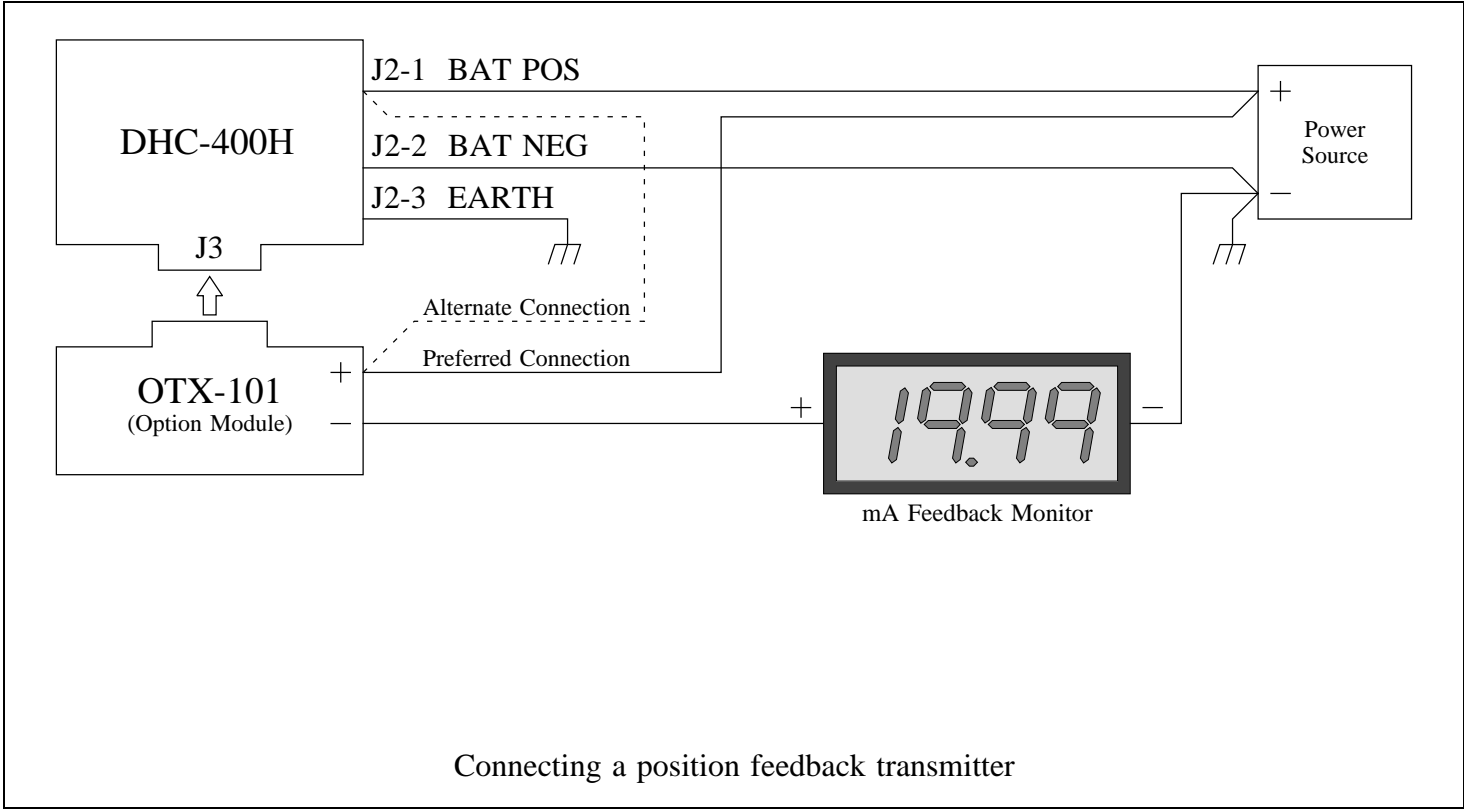 J2-1 BAT POS
DHC-400H
J2-2 BAT NEG
J2-3 EARTH
J3
+
Power
Source
−
Alternate Connection
Preferred Connection
OTX-101
(Option Module)
+
−
+
19.99
−
mA Feedback Monitor
Connecting a position feedback transmitter